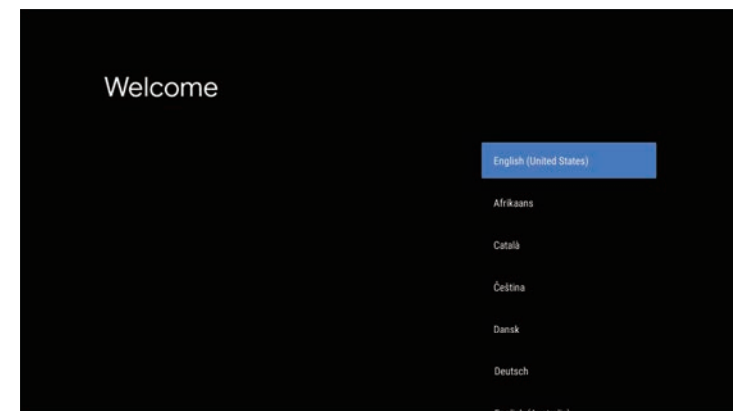 Welcome
English (United States)
Afrikaans
Català
Čeština
Dansk
Deutsch